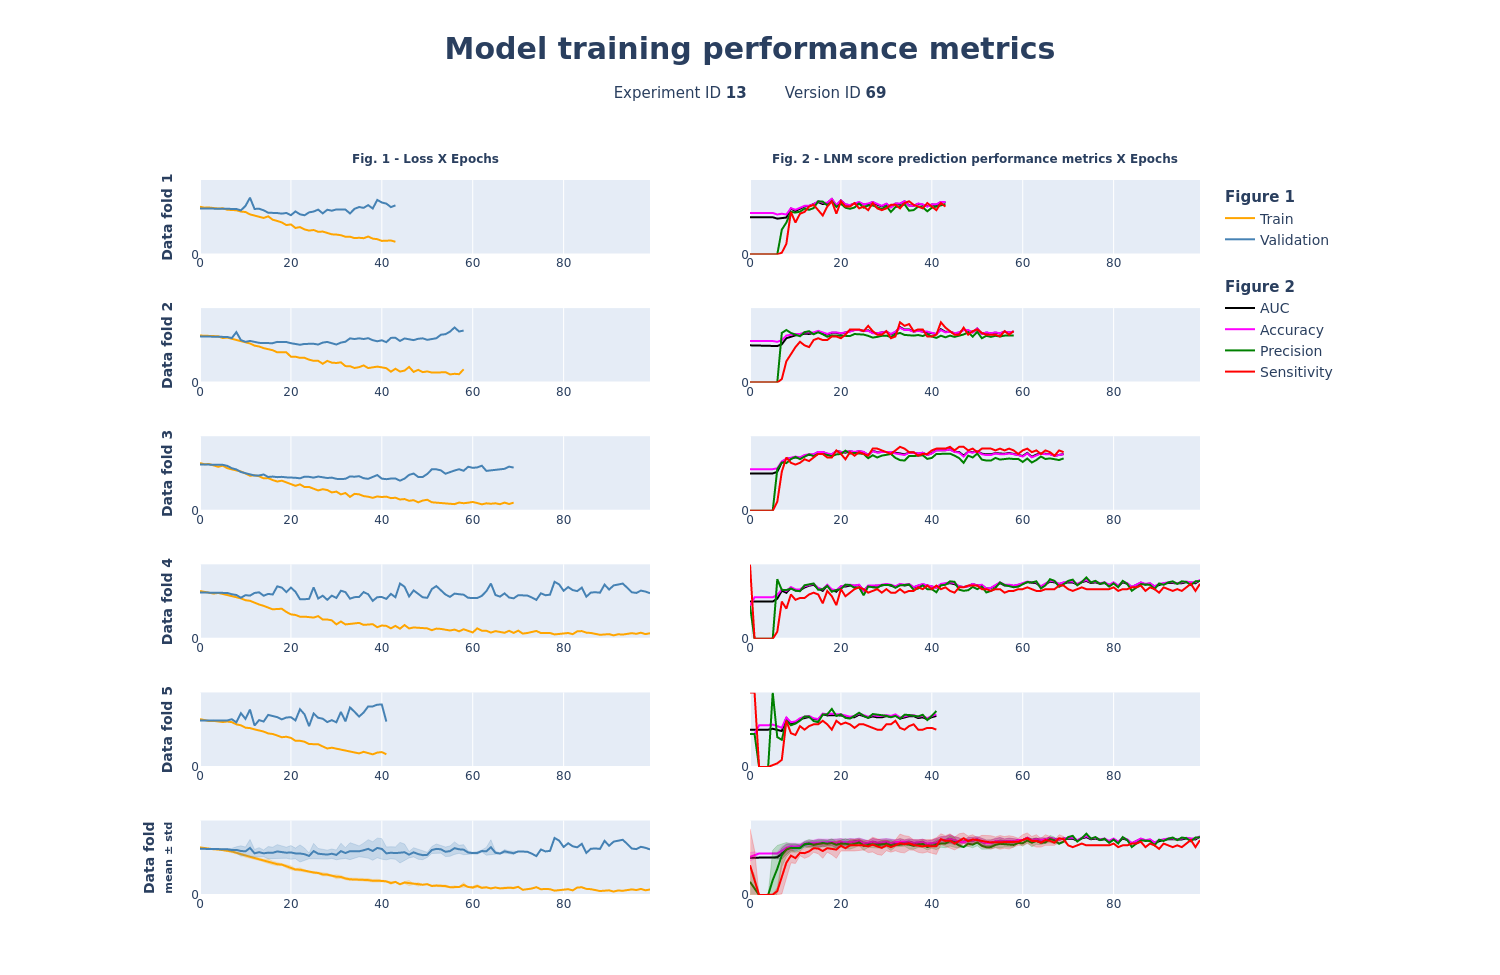 Model training performance metrics
Experiment ID 13 Version ID 69
Fig. 1 - Loss X Epochs
Fig. 2 - LNM score prediction performance metrics X Epochs
Figure 1
Train
Validation
Figure 2
AUC
Accuracy
Precision
Sensitivity
Data fold 1
0
0 20 40 60 80
0
0 20 40 60 80
Data fold 2
0
0 20 40 60 80
0
0 20 40 60 80
Data fold 3
0
0 20 40 60 80
0
0 20 40 60 80
Data fold 4
0
0 20 40 60 80
0
0 20 40 60 80
Data fold 5
0
0 20 40 60 80
0
0 20 40 60 80
Data fold
mean ± std
0
0 20 40 60 80
0
0 20 40 60 80